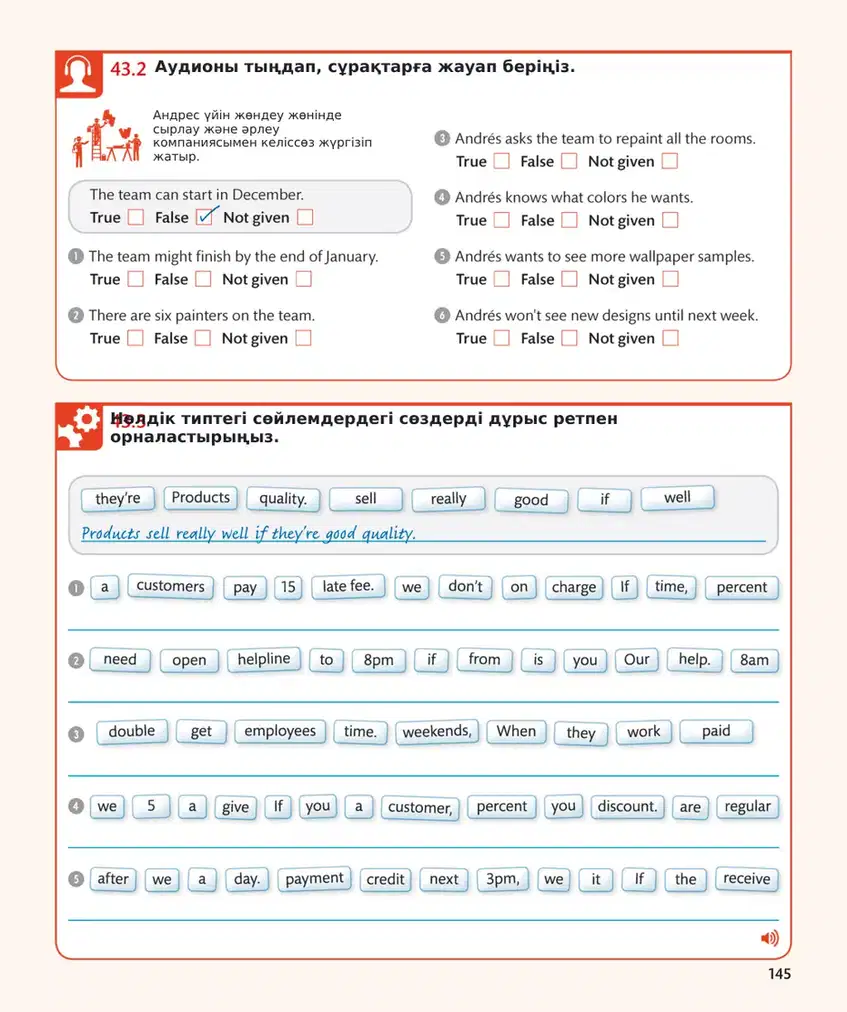 43.2 Аудионы тыңдап, сұрақтарға жауап беріңіз.
Андрес үйін жөндеу жөнінде
сырлау және әрлеу
компаниясымен келіссөз жүргізіп
жатыр.
The team can start in December.
True False Not given
1 The team might finish by the end of January.
True False Not given
2 There are six painters on the team.
True False Not given
3 Andrés asks the team to repaint all the rooms.
True False Not given
4 Andrés knows what colors he wants.
True False Not given
5 Andrés wants to see more wallpaper samples.
True False Not given
6 Andrés won't see new designs until next week.
True False Not given
43.3 Нөлдік типтегі сөйлемдердегі сөздерді дұрыс ретпен
орналастырыңыз.
they're Products quality. sell really good if well
Products sell really well if they're good quality.
1 a customers pay 15 late fee. we don't on charge If time, percent
2 need open helpline to 8pm if from is you Our help. 8am
3 double get employees time. weekends, When they work paid
4 we 5 a give If you a customer, percent you discount. are regular
5 after we a day. payment credit next 3pm, we it If the receive
145